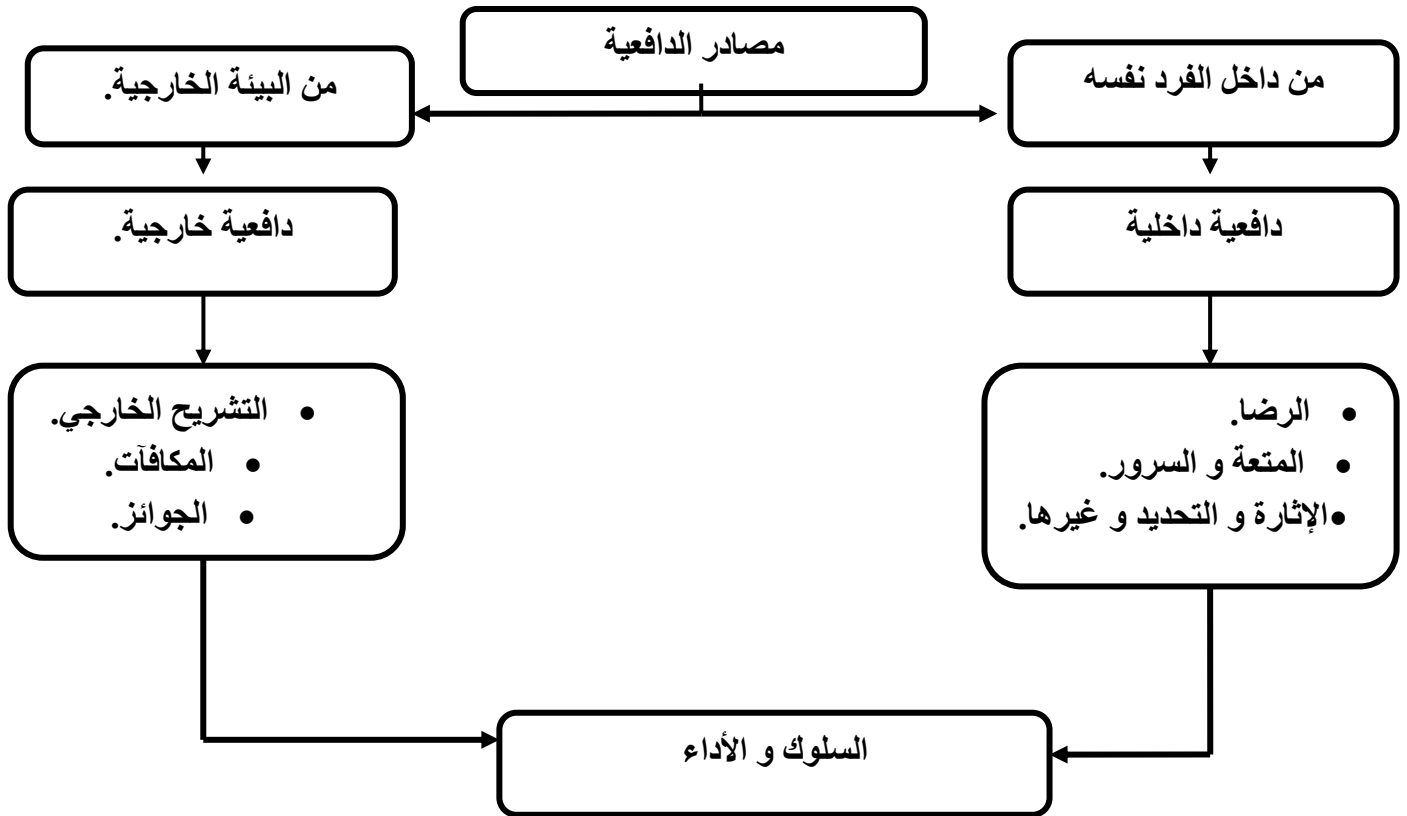 مصادر الدافعية
من داخل الفرد نفسه
من البيئة الخارجية.
دافعية داخلية
دافعية خارجية.
• الرضا.
• المتعة و السرور.
• الإثارة و التحديد و غيرها.
• التشريح الخارجي.
• المكافآت.
• الجوائز.
السلوك و الأداء